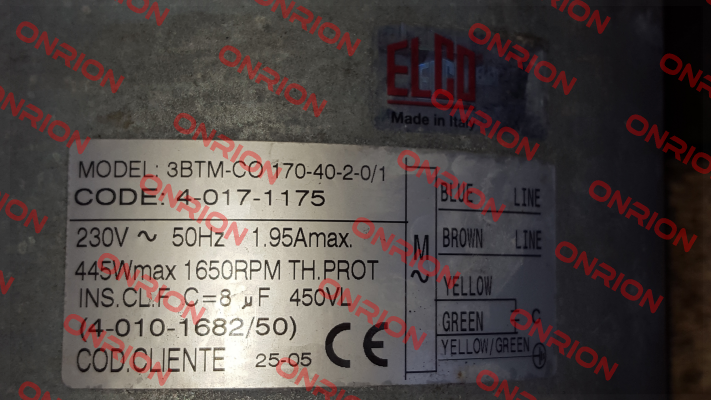 ELCO
Made in Italy
MODEL: 3BTM-CO 170-40-2-0/1
CODE: 4-017-1175
230V ~ 50Hz 1.95Amax.
445Wmax 1650RPM TH.PROT
INS.CL.F C=8 µF 450VL
(4-010-1682/50)
COD.CLIENTE 25-05 CE
M
~
BLUE LINE
BROWN LINE
YELLOW
GREEN C
YELLOW/GREEN
ONRION